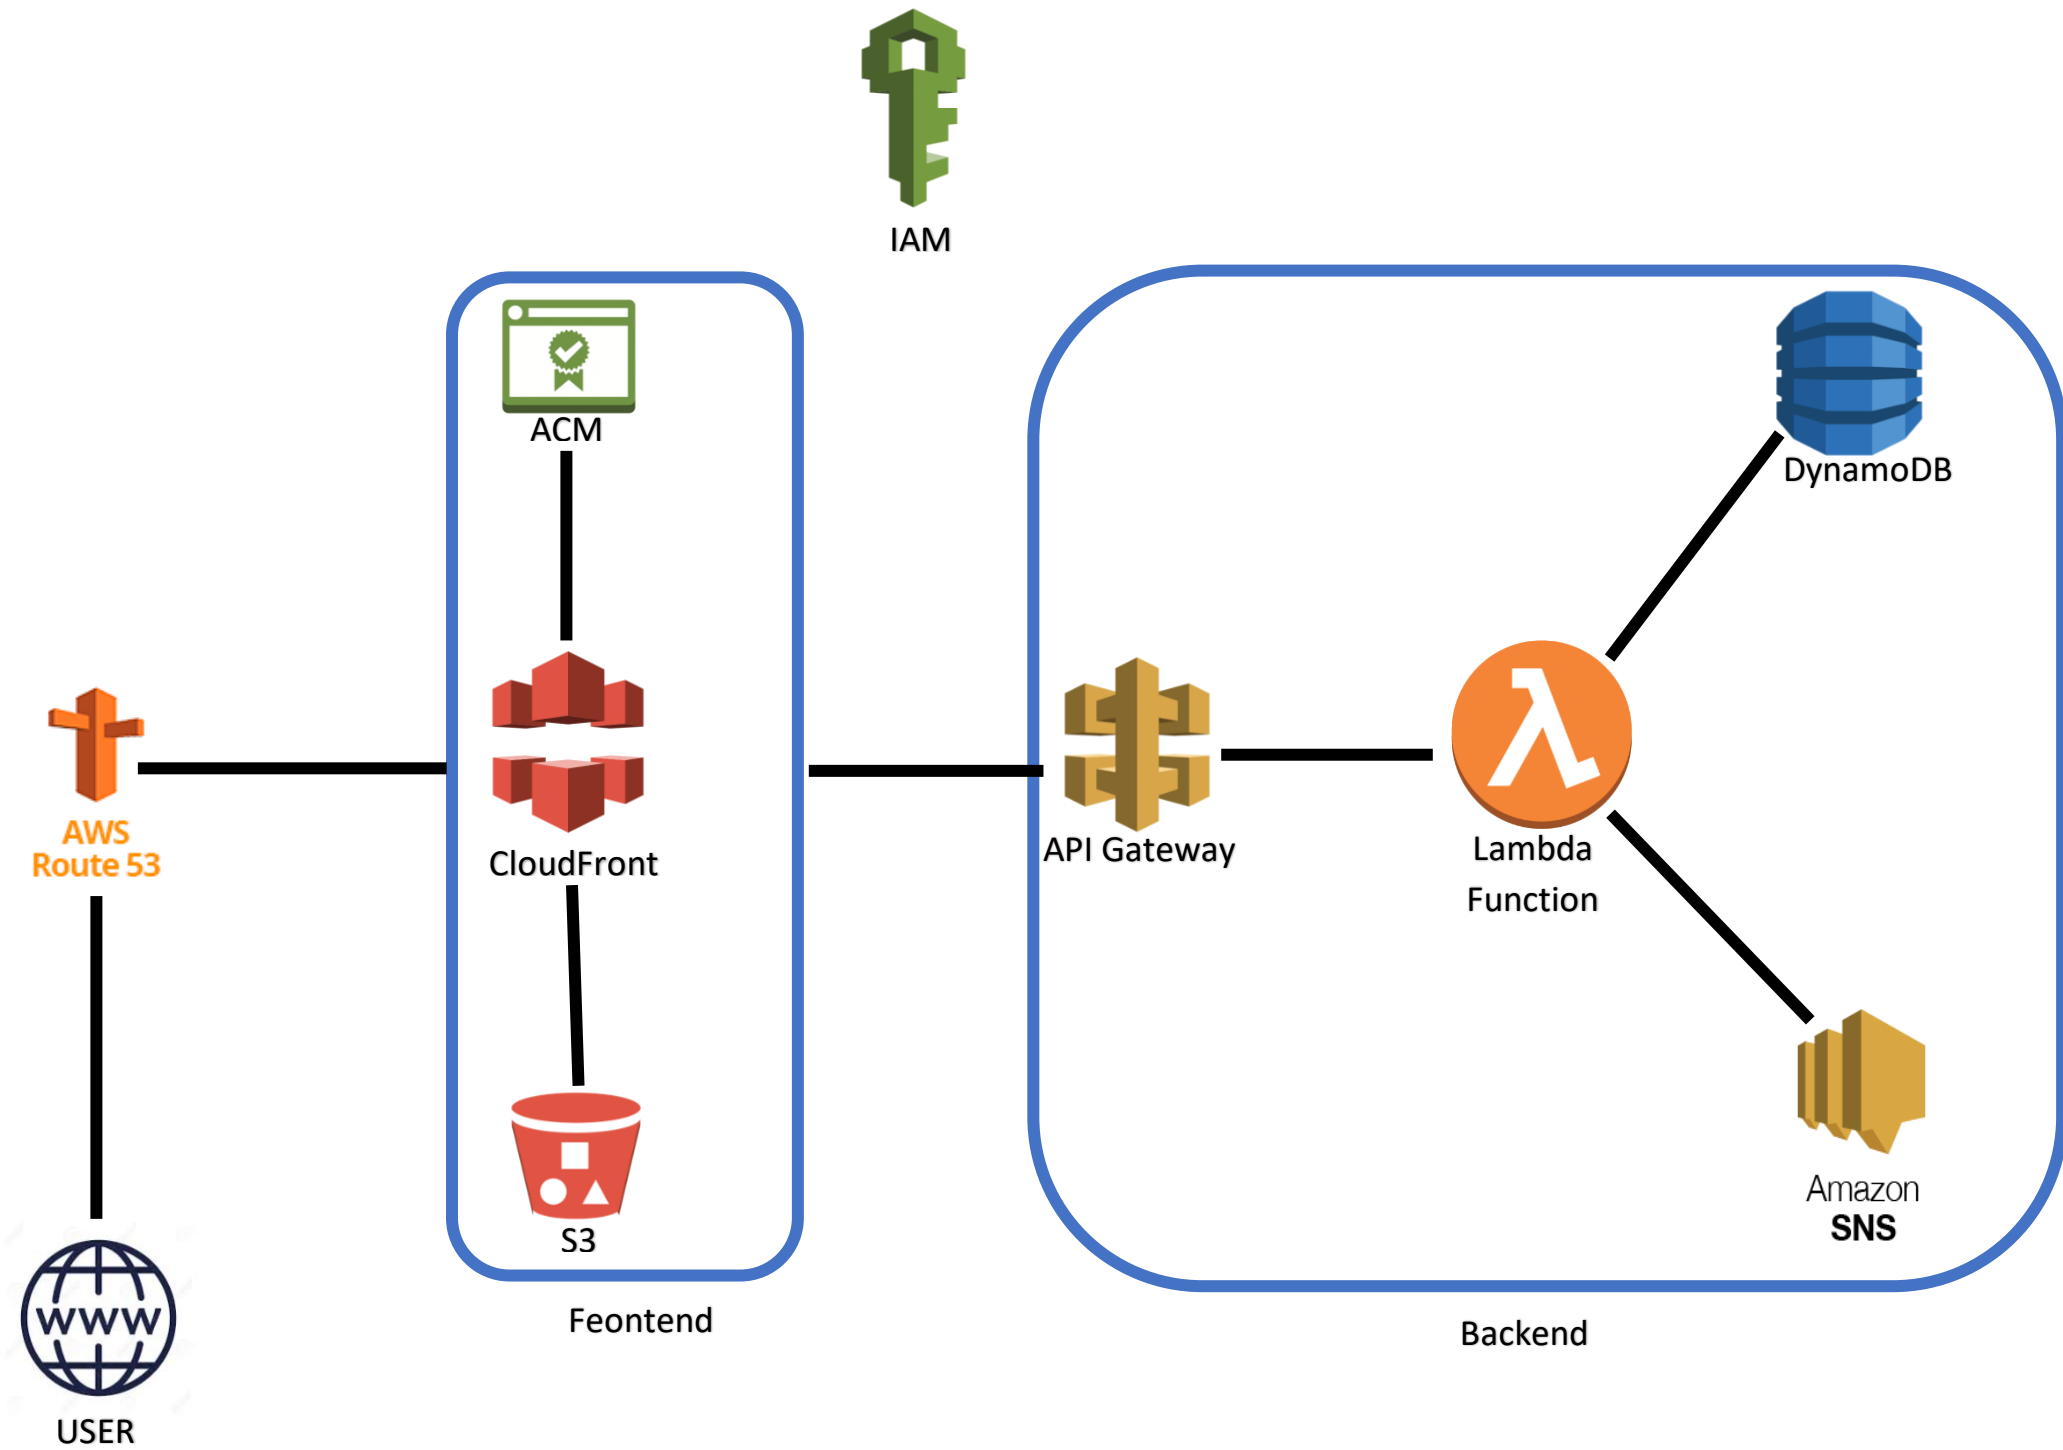 IAM
ACM
DynamoDB
AWS
Route 53
CloudFront
API Gateway
Lambda
Function
Amazon
SNS
S3
Feontend
Backend
WWW
USER